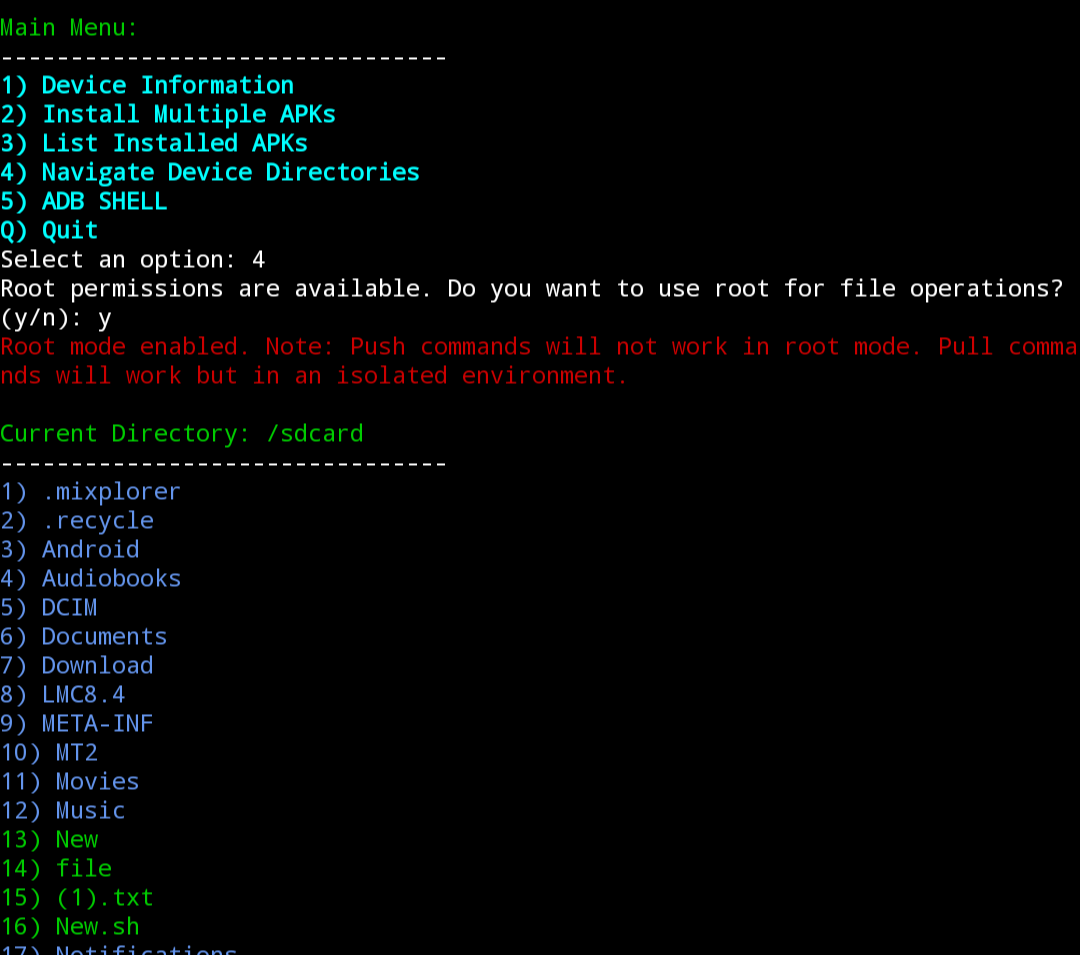 Main Menu:
--------------------------------
1) Device Information
2) Install Multiple APKs
3) List Installed APKs
4) Navigate Device Directories
5) ADB SHELL
Q) Quit
Select an option: 4
Root permissions are available. Do you want to use root for file operations?
(y/n): y
Root mode enabled. Note: Push commands will not work in root mode. Pull comma
nds will work but in an isolated environment.
Current Directory: /sdcard
--------------------------------
1) .mixplorer
2) .recycle
3) Android
4) Audiobooks
5) DCIM
6) Documents
7) Download
8) LMC8.4
9) META-INF
10) MT2
11) Movies
12) Music
13) New
14) file
15) (1).txt
16) New.sh
17) Notifications